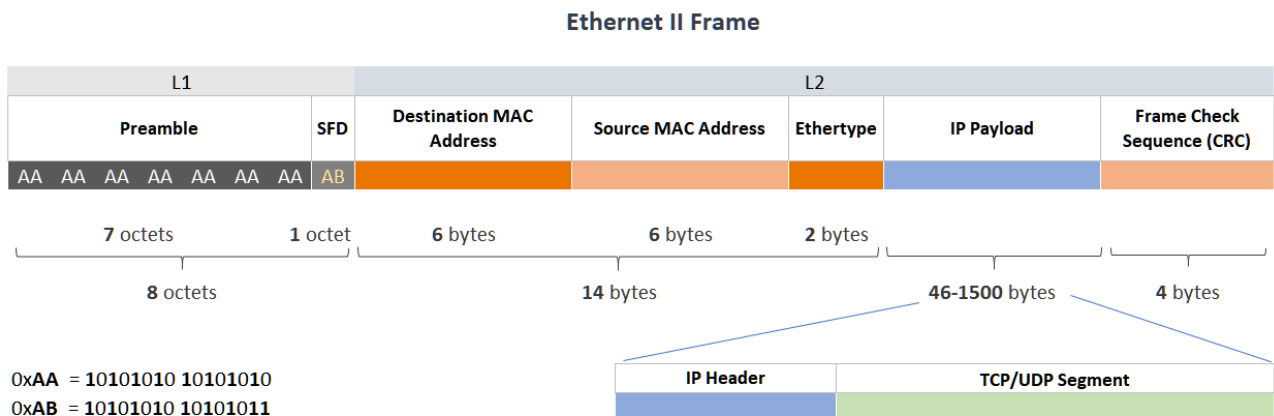 Ethernet II Frame
L1 L2
Preamble SFD Destination MAC Address Source MAC Address Ethertype IP Payload Frame Check Sequence (CRC)
AA AA AA AA AA AA AA AB
7 octets 1 octet 6 bytes 6 bytes 2 bytes
8 octets 14 bytes 46-1500 bytes 4 bytes
0xAA = 10101010 10101010
IP Header TCP/UDP Segment
0xAB = 10101010 10101011